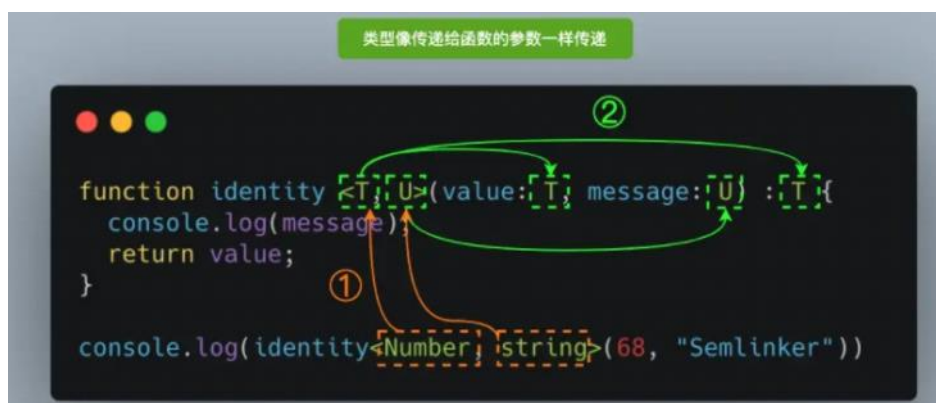 类型像传递给函数的参数一样传递
②
function identity <T, U>(value: T, message: U) : T {
console.log(message);
return value;
}
①
console.log(identity<Number, string>(68, "Semlinker"))